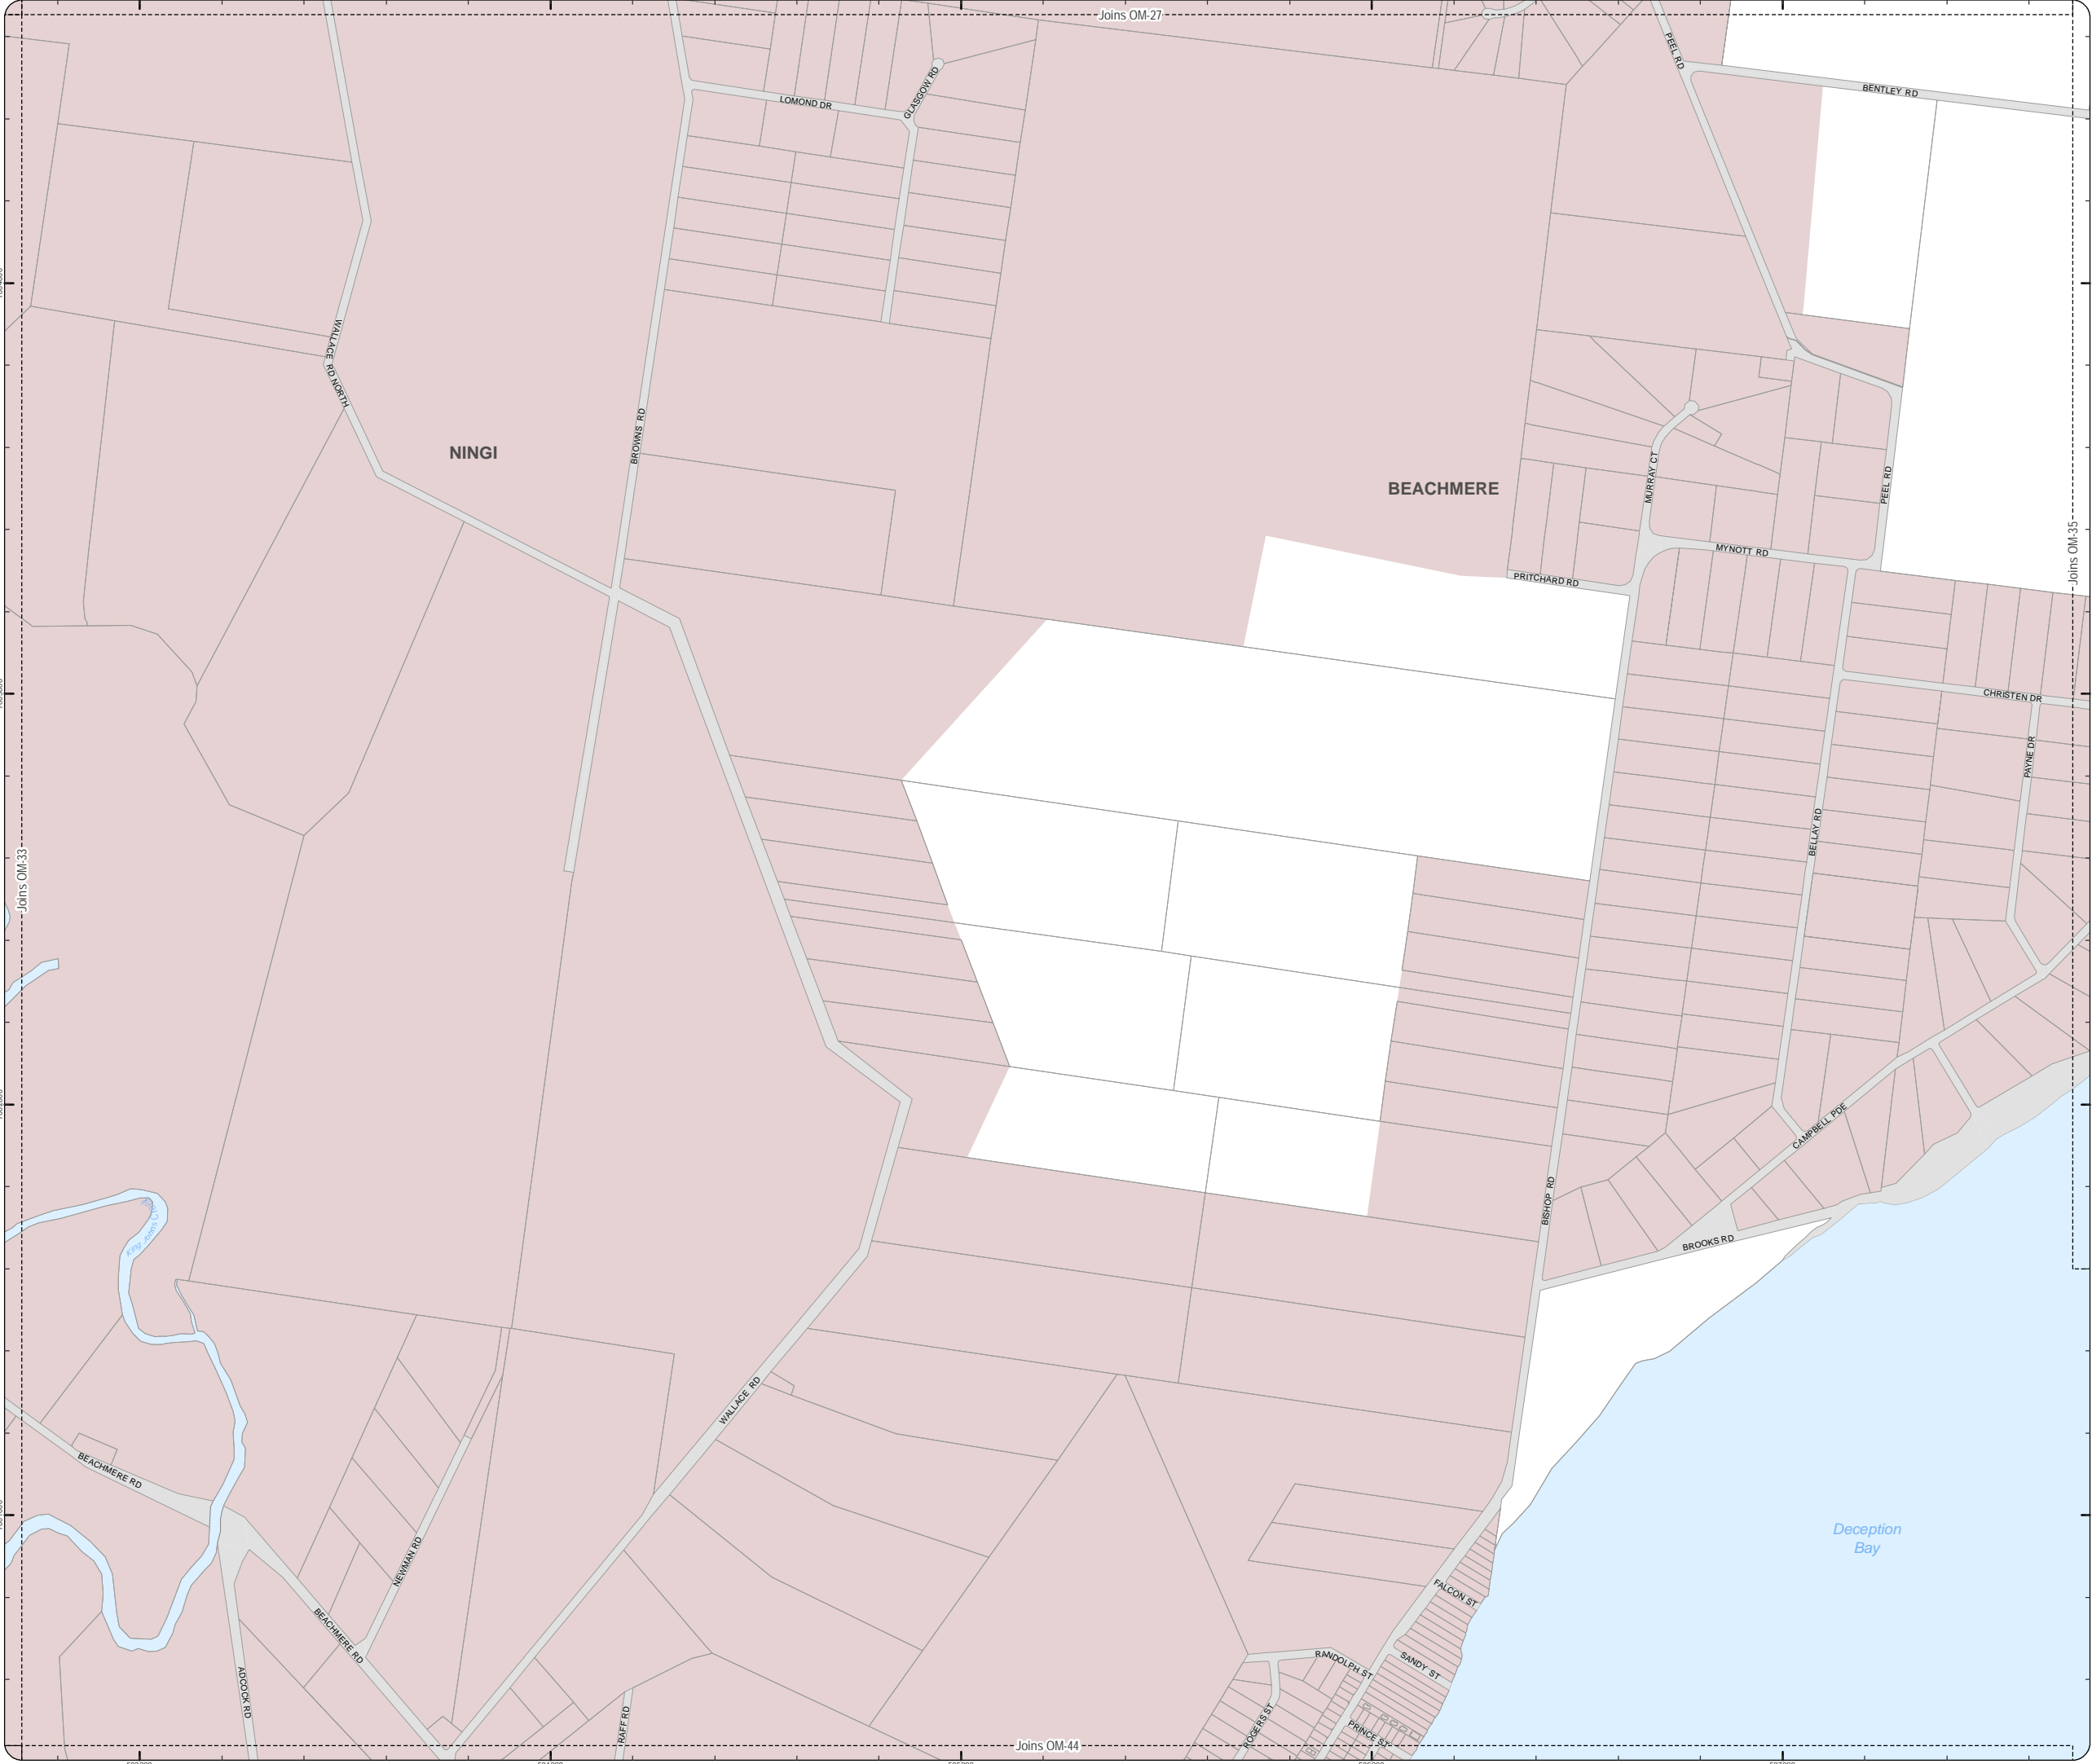 Joins OM-27
PEEL RD
BENTLEY RD
GLASGOW RD
LOMOND DR
WALLACE RD NORTH
BROWNS RD
NINGI
BEACHMERE
MURRAY CT
PEEL RD
MYNOTT RD
PRITCHARD RD
Joins OM-35
CHRISTEN DR
PAYNE DR
BELLAY RD
Joins OM-33
CAMPBELL PDE
BISHOP RD
BROOKS RD
King Johns Creek
WALLACE RD
BEACHMERE RD
Deception
Bay
NEWMAN RD
FALCON ST
BEACHMERE RD
RANDOLPH ST
SANDY ST
ADCOCK RD
RAFF RD
ROGERS ST
PRINCE ST
Joins OM-44